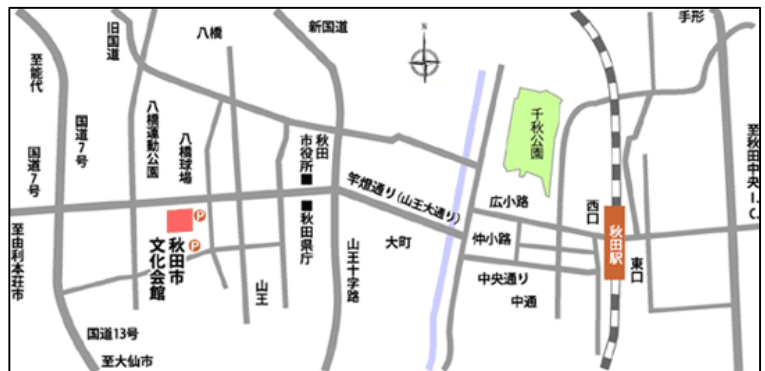 至能代
旧国道
八橋
新国道
N
手形
国道7号
国道7号
八橋運動公園
八橋球場
秋田
市役所■
■秋田県庁
竿燈通り(山王大通り)
千秋公園
広小路
西口
秋田駅
東口
至秋田中央I.C.
至由利本荘市
P
P
秋田市
文化会館
山王
山王十字路
大町
仲小路
中央通り
中通
国道13号
至大仙市